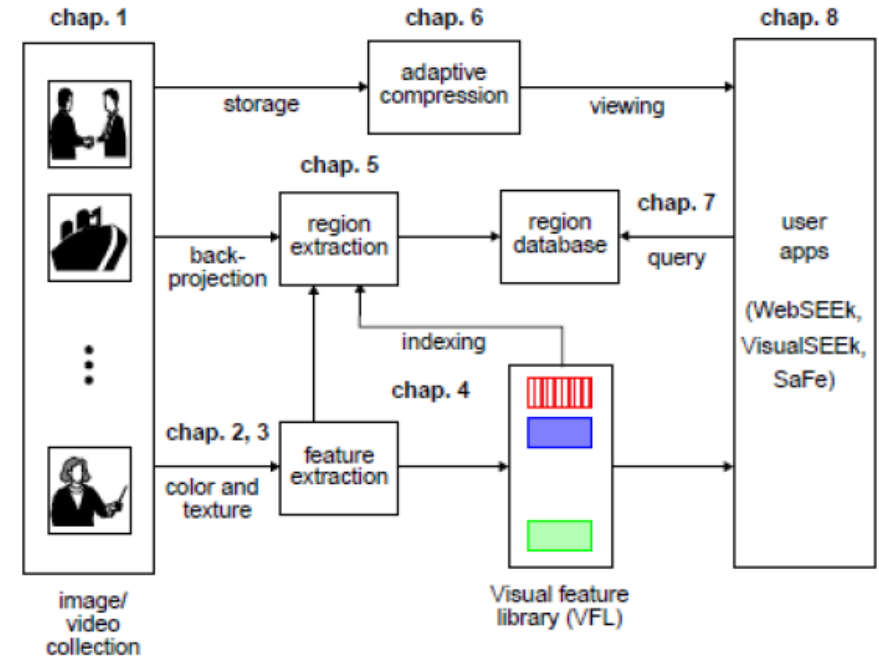 chap. 1
chap. 6
chap. 8
adaptive
compression
storage
viewing
chap. 5
region
extraction
region
database
chap. 7
query
user
apps
(WebSEEk,
VisualSEEk,
SaFe)
back-
projection
indexing
chap. 4
chap. 2, 3
color and
texture
feature
extraction
Visual feature
library (VFL)
image/
video
collection